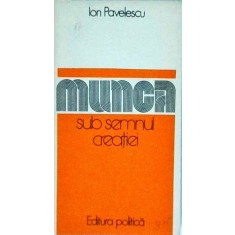 Ion Pavelescu
munca
sub semnul
creației
Editura politică